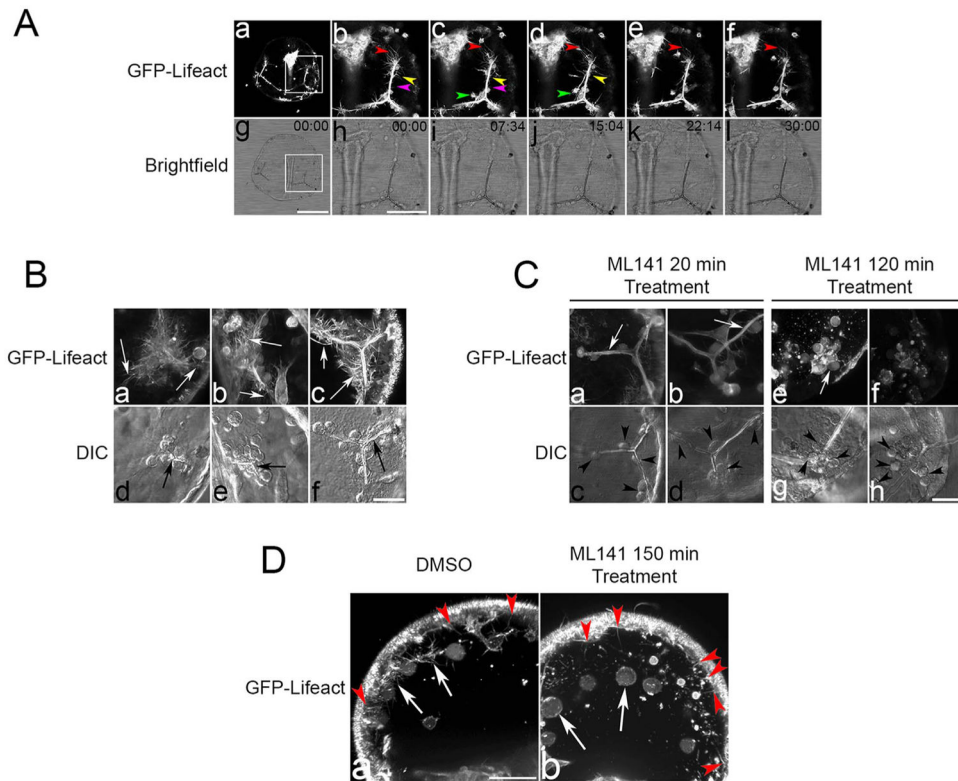 A
a b c d e f
GFP-Lifeact
g 00:00 h 00:00 i 07:34 j 15:04 k 22:14 l 30:00
Brightfield
B
a b c
GFP-Lifeact
d e f
DIC
C
ML141 20 min
Treatment
ML141 120 min
Treatment
a b e f
GFP-Lifeact
c d g h
DIC
D
DMSO
ML141 150 min
Treatment
GFP-Lifeact
a b